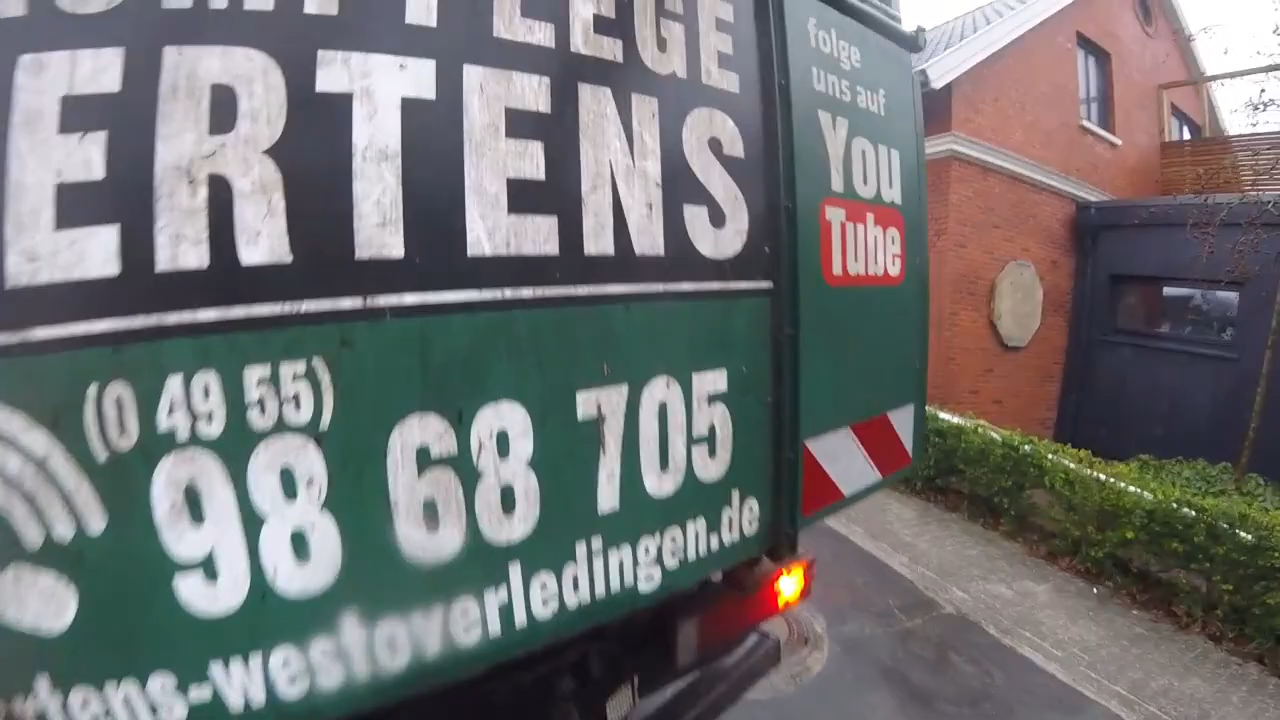 ERTENS
(0 49 55)
98 68 705
-westoverledingen.de
folge
uns auf
You
Tube